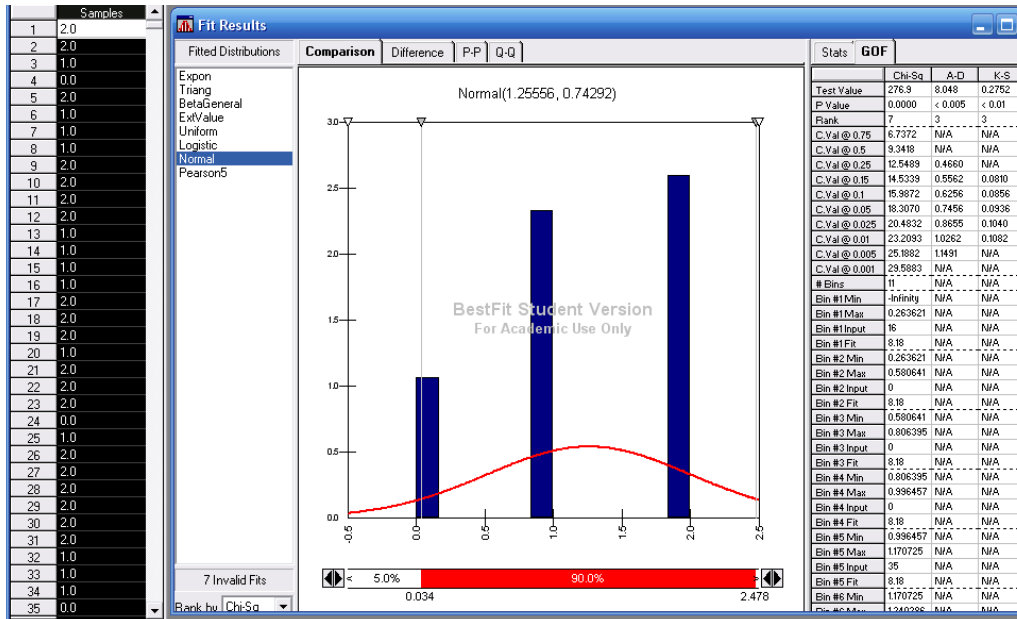 Samples
1 2.0
2 2.0
3 1.0
4 0.0
5 2.0
6 1.0
7 1.0
8 1.0
9 2.0
10 2.0
11 2.0
12 2.0
13 1.0
14 1.0
15 1.0
16 1.0
17 2.0
18 2.0
19 2.0
20 1.0
21 2.0
22 2.0
23 2.0
24 0.0
25 1.0
26 2.0
27 2.0
28 2.0
29 2.0
30 2.0
31 2.0
32 1.0
33 1.0
34 1.0
35 0.0
Fit Results
Fitted Distributions
Expon
Triang
BetaGeneral
ExtValue
Uniform
Logistic
Normal
Pearson5
7 Invalid Fits
Rank by Chi-Sq
Comparison Difference P-P Q-Q
Normal(1.25556, 0.74292)
3.0
2.5
2.0
1.5
1.0
0.5
0.0
BestFit Student Version
For Academic Use Only
-0.5 0.0 0.5 1.0 1.5 2.0 2.5
< 5.0% 90.0% >
0.034 2.478
Stats GOF
Chi-Sq A-D K-S
Test Value 276.9 8.048 0.2752
P Value 0.0000 < 0.005 < 0.01
Rank 7 3 3
C.Val @ 0.75 6.7372 N/A N/A
C.Val @ 0.5 9.3418 N/A N/A
C.Val @ 0.25 12.5489 0.4660 N/A
C.Val @ 0.15 14.5339 0.5562 0.0810
C.Val @ 0.1 15.9872 0.6256 0.0856
C.Val @ 0.05 18.3070 0.7456 0.0936
C.Val @ 0.025 20.4832 0.8655 0.1040
C.Val @ 0.01 23.2093 1.0262 0.1082
C.Val @ 0.005 25.1882 1.1491 N/A
C.Val @ 0.001 29.5883 N/A N/A
# Bins 11 N/A N/A
Bin #1 Min -Infinity N/A N/A
Bin #1 Max 0.263621 N/A N/A
Bin #1 Input 16 N/A N/A
Bin #1 Fit 8.18 N/A N/A
Bin #2 Min 0.263621 N/A N/A
Bin #2 Max 0.580641 N/A N/A
Bin #2 Input 0 N/A N/A
Bin #2 Fit 8.18 N/A N/A
Bin #3 Min 0.580641 N/A N/A
Bin #3 Max 0.806395 N/A N/A
Bin #3 Input 0 N/A N/A
Bin #3 Fit 8.18 N/A N/A
Bin #4 Min 0.806395 N/A N/A
Bin #4 Max 0.996457 N/A N/A
Bin #4 Input 0 N/A N/A
Bin #4 Fit 8.18 N/A N/A
Bin #5 Min 0.996457 N/A N/A
Bin #5 Max 1.170725 N/A N/A
Bin #5 Input 35 N/A N/A
Bin #5 Fit 8.18 N/A N/A
Bin #6 Min 1.170725 N/A N/A